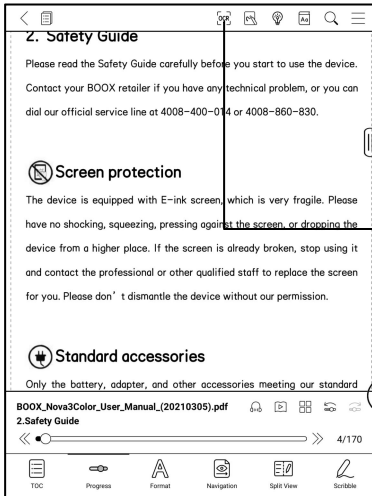 OCR
Aa
2. Safety Guide
Please read the Safety Guide carefully before you start to use the device.
Contact your BOOX retailer if you have any technical problem, or you can
dial our official service line at 4008-400-014 or 4008-860-830.
Screen protection
The device is equipped with E-ink screen, which is very fragile. Please
have no shocking, squeezing, pressing against the screen, or dropping the
device from a higher place. If the screen is already broken, stop using it
and contact the professional or other qualified staff to replace the screen
for you. Please don't dismantle the device without our permission.
Standard accessories
Only the battery, adapter, and other accessories meeting our standard
BOOX_Nova3Color_User_Manual_(20210305).pdf
2.Safety Guide
4/170
TOC Progress Format Navigation Split View Scribble